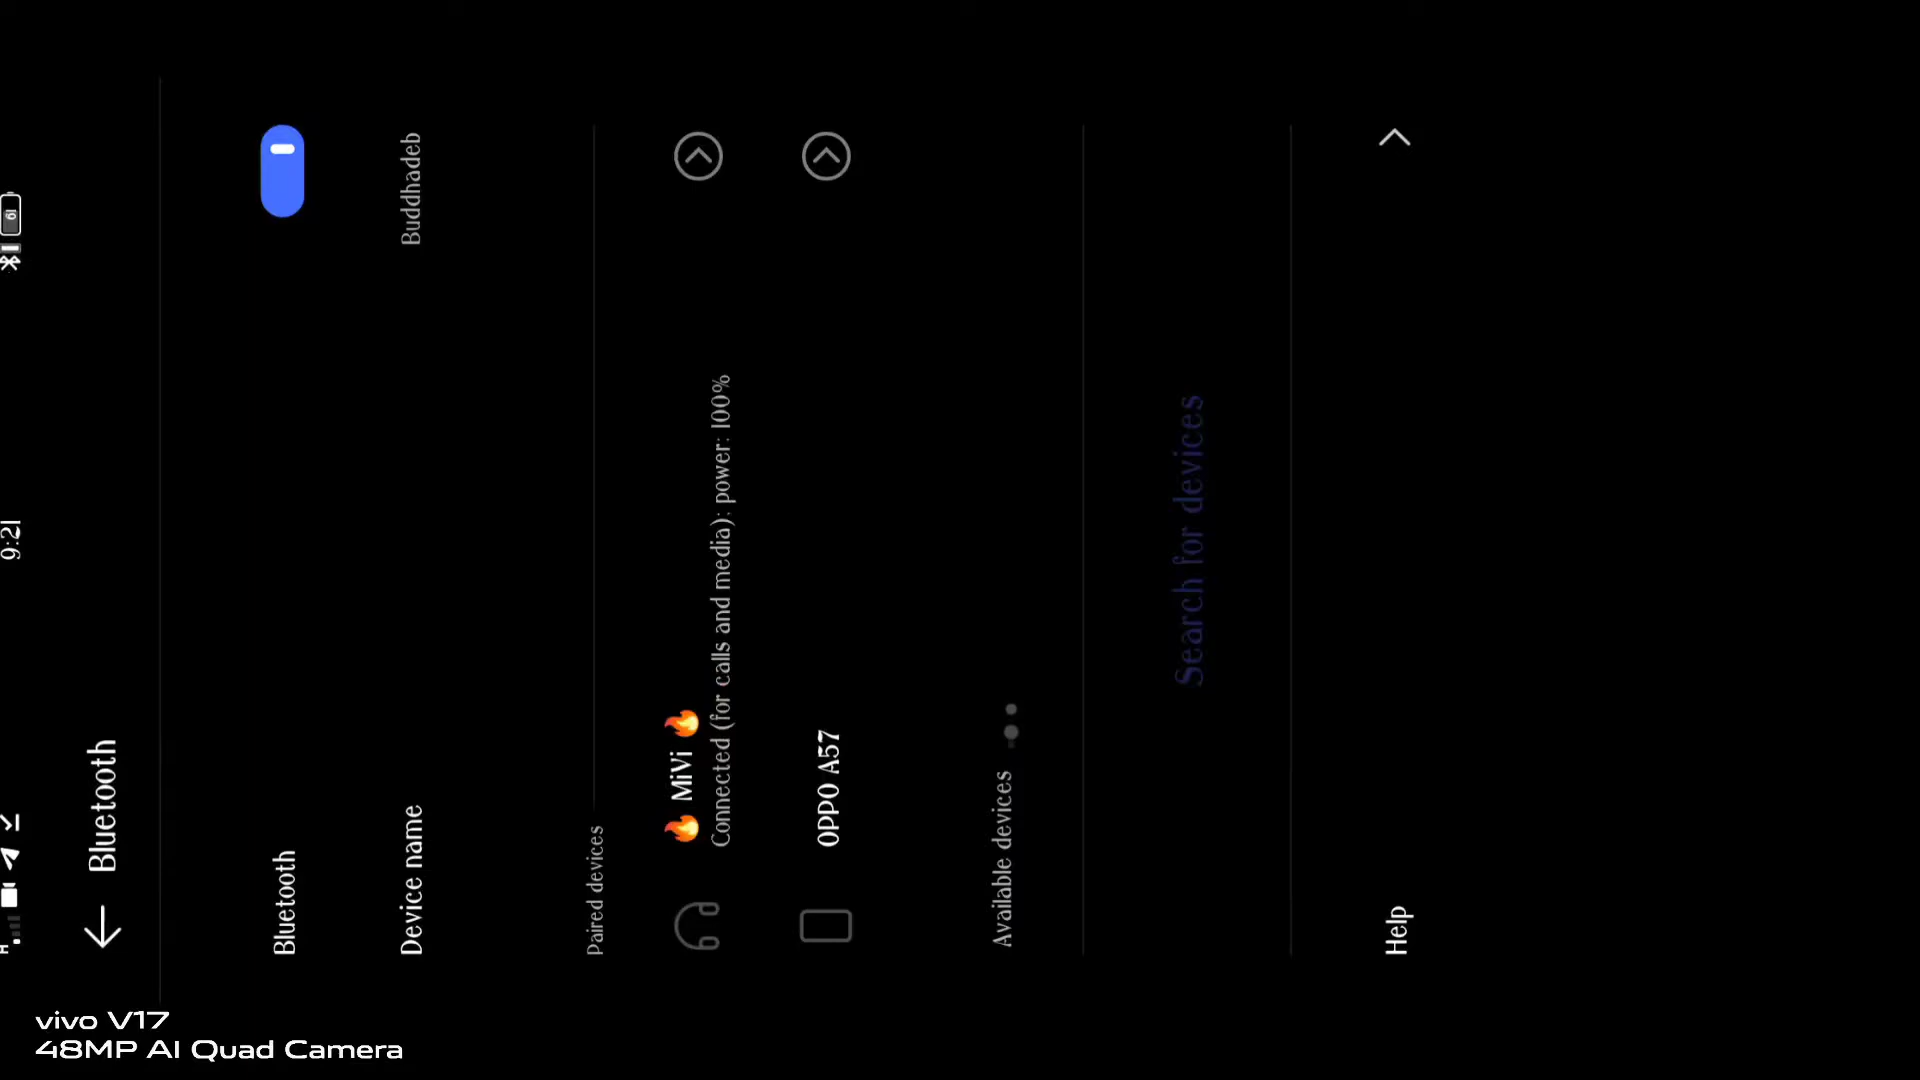 9:21
19
Bluetooth
Bluetooth
Device name Buddhadeb
Paired devices
🔥 MiVi 🔥
Connected (for calls and media); power: 100%
OPPO A57
Available devices
Search for devices
Help
vivo V17
48MP AI Quad Camera